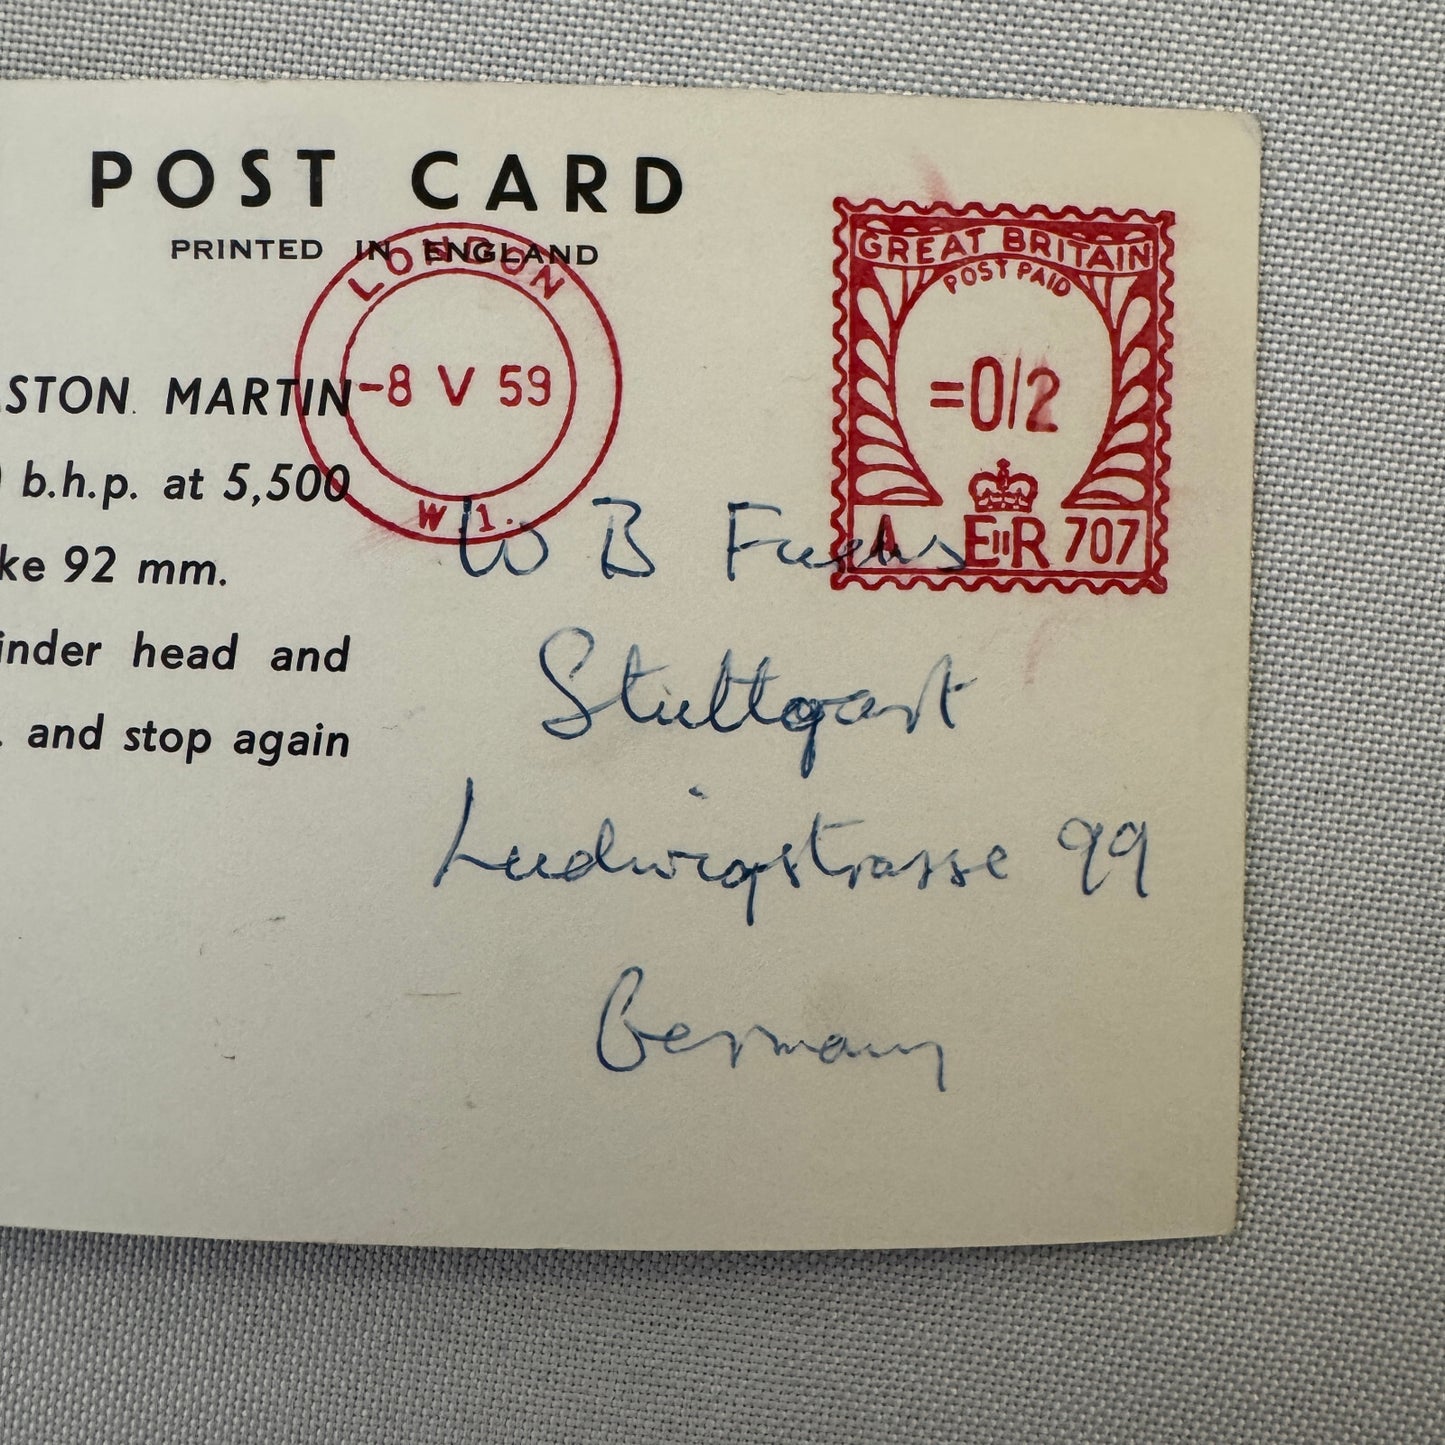 POST CARD
PRINTED IN ENGLAND
LONDON
-8 V 59
W.1.
GREAT BRITAIN
POST PAID
=0/2
A EIIR 707
STON MARTIN
b.h.p. at 5,500
ke 92 mm.
inder head and
. and stop again
W B Fuchs
Stuttgart
Ludwigstrasse 99
Germany